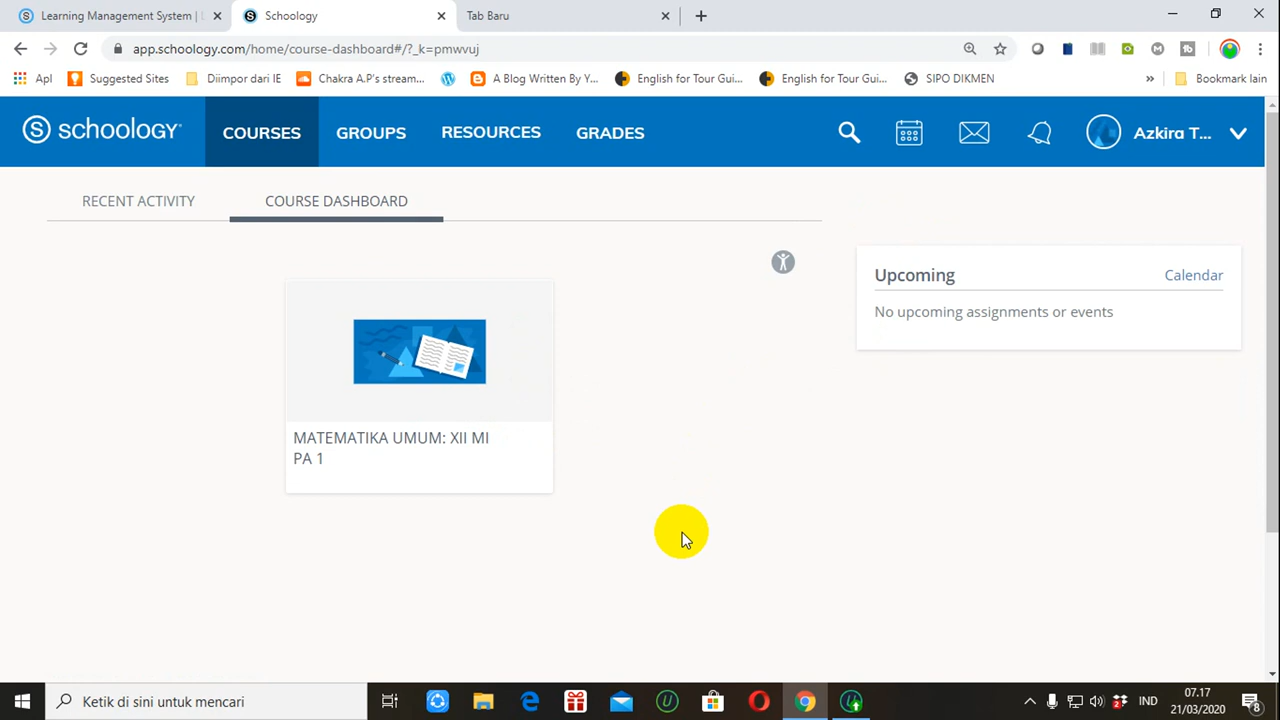 Learning Management System | L
Schoology
Tab Baru
app.schoology.com/home/course-dashboard#/?_k=pmwvuj
Apl
Suggested Sites
Diimpor dari IE
Chakra A.P's stream...
A Blog Written By Y...
English for Tour Gui...
English for Tour Gui...
SIPO DIKMEN
»
Bookmark lain
S schoology
COURSES
GROUPS
RESOURCES
GRADES
Azkira T...
RECENT ACTIVITY
COURSE DASHBOARD
Upcoming
Calendar
No upcoming assignments or events
MATEMATIKA UMUM: XII MI
PA 1
Ketik di sini untuk mencari
IND
07.17
21/03/2020
8